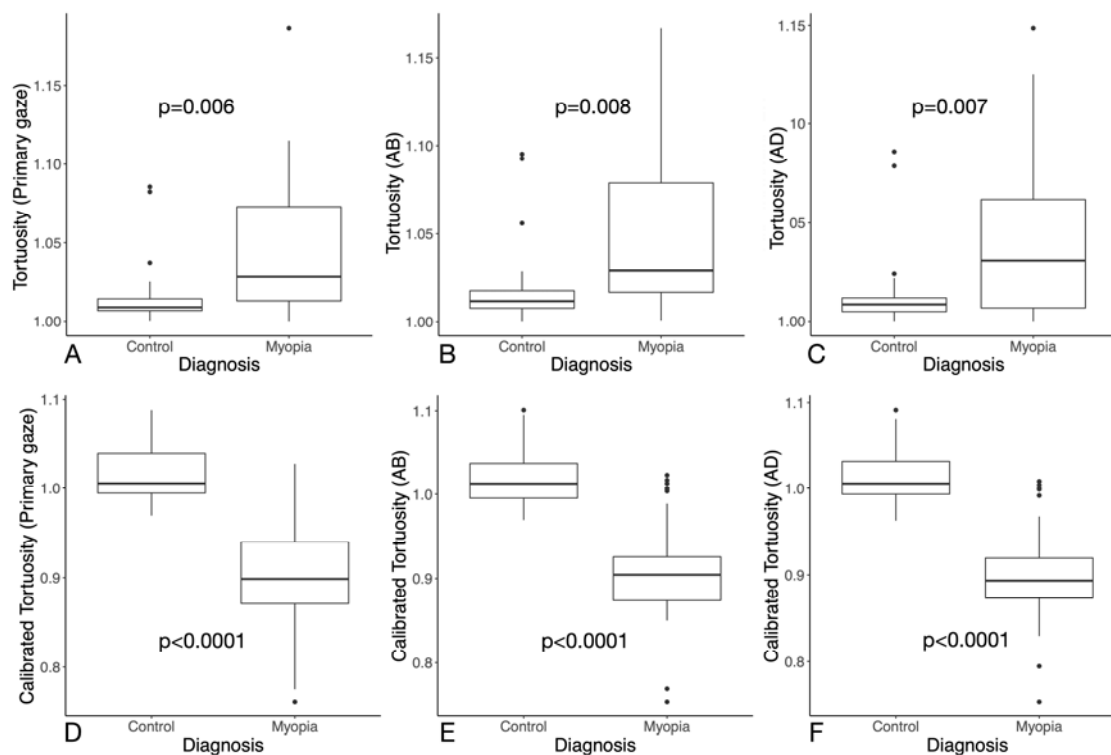 Tortuosity (Primary gaze)
1.15
1.10
1.05
1.00
p=0.006
Control
Myopia
A
Diagnosis
Tortuosity (AB)
1.15
1.10
1.05
1.00
p=0.008
Control
Myopia
B
Diagnosis
Tortuosity (AD)
1.15
10
05
1.00
p=0.007
Control
Myopia
C
Diagnosis
Calibrated Tortuosity (Primary gaze)
1.1
1.0
0.9
0.8
p<0.0001
Control
Myopia
D
Diagnosis
Calibrated Tortuosity (AB)
1.1
1.0
0.9
0.8
p<0.0001
Control
Myopia
E
Diagnosis
Calibrated Tortuosity (AD)
1.1
1.0
0.9
0.8
p<0.0001
Control
Myopia
F
Diagnosis